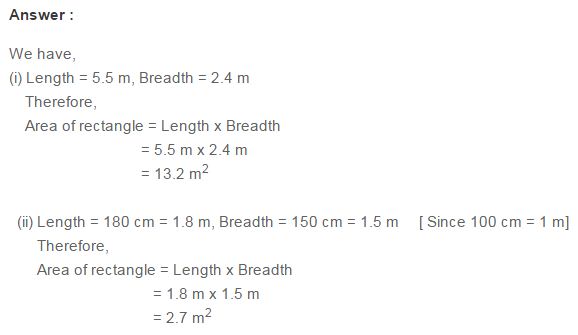 Answer :
We have,
(i) Length = 5.5 m, Breadth = 2.4 m
Therefore,
Area of rectangle = Length x Breadth
= 5.5 m x 2.4 m
= 13.2 m²
(ii) Length = 180 cm = 1.8 m, Breadth = 150 cm = 1.5 m [ Since 100 cm = 1 m]
Therefore,
Area of rectangle = Length x Breadth
= 1.8 m x 1.5 m
= 2.7 m²